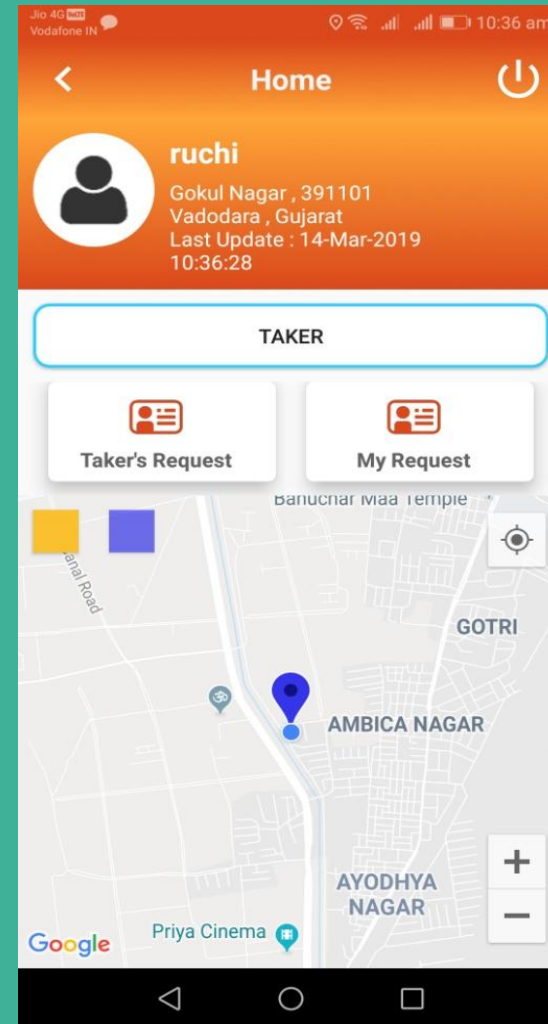 Jio 4G VoLTE
Vodafone IN
10:36 am
Home
ruchi
Gokul Nagar , 391101
Vadodara , Gujarat
Last Update : 14-Mar-2019
10:36:28
TAKER
Taker's Request
My Request
Bahuchar Maa Temple
anal Road
GOTRI
AMBICA NAGAR
AYODHYA
NAGAR
Priya Cinema
Google